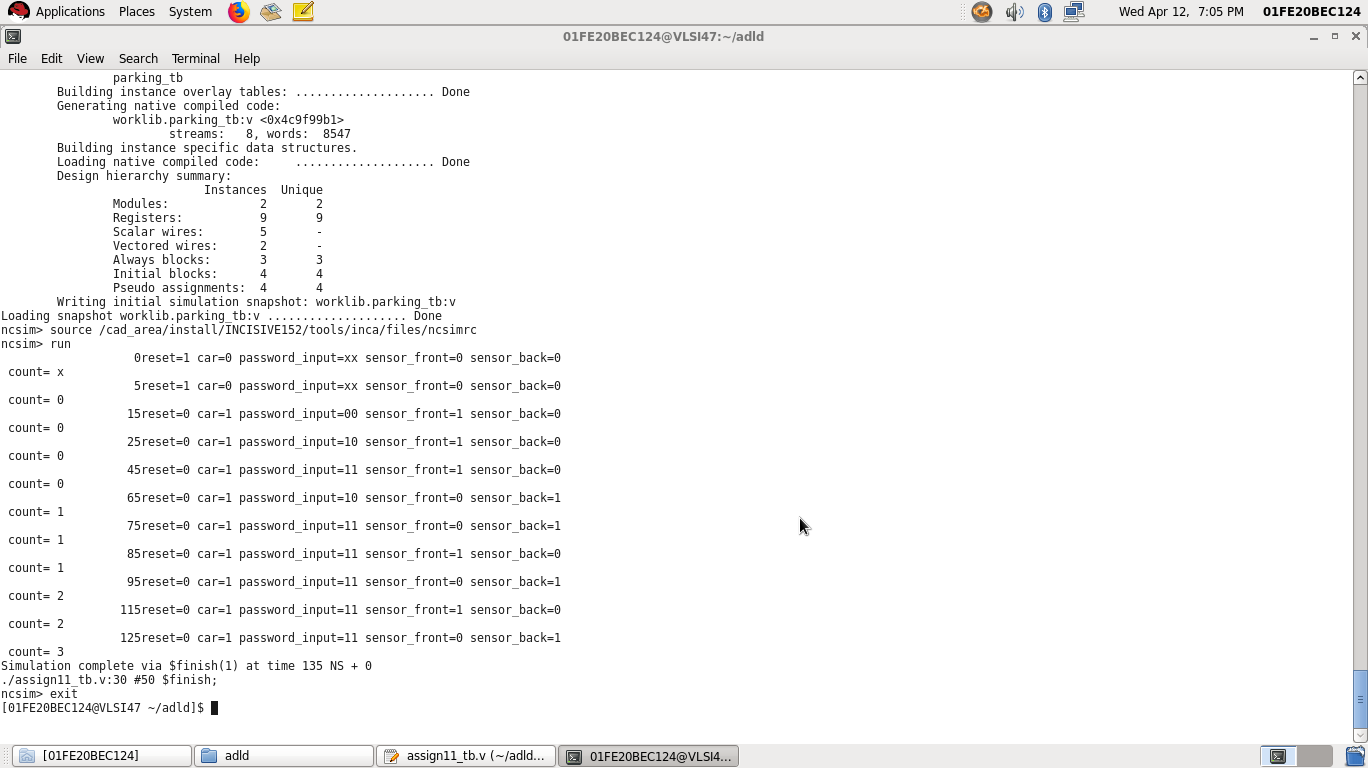 Applications Places System Wed Apr 12, 7:05 PM 01FE20BEC124
01FE20BEC124@VLSI47:~/adld
File Edit View Search Terminal Help
parking_tb
Building instance overlay tables: .................... Done
Generating native compiled code:
worklib.parking_tb:v <0x4c9f99b1>
streams:   8, words:  8547
Building instance specific data structures.
Loading native compiled code:     .................... Done
Design hierarchy summary:
Instances  Unique
Modules:             2       2
Registers:           9       9
Scalar wires:        5       -
Vectored wires:      2       -
Always blocks:       3       3
Initial blocks:      4       4
Pseudo assignments:  4       4
Writing initial simulation snapshot: worklib.parking_tb:v
Loading snapshot worklib.parking_tb:v .................... Done
ncsim> source /cad_area/install/INCISIVE152/tools/inca/files/ncsimrc
ncsim> run
0reset=1 car=0 password_input=xx sensor_front=0 sensor_back=0
count= x
5reset=1 car=0 password_input=xx sensor_front=0 sensor_back=0
count= 0
15reset=0 car=1 password_input=00 sensor_front=1 sensor_back=0
count= 0
25reset=0 car=1 password_input=10 sensor_front=1 sensor_back=0
count= 0
45reset=0 car=1 password_input=11 sensor_front=1 sensor_back=0
count= 0
65reset=0 car=1 password_input=10 sensor_front=0 sensor_back=1
count= 1
75reset=0 car=1 password_input=11 sensor_front=0 sensor_back=1
count= 1
85reset=0 car=1 password_input=11 sensor_front=1 sensor_back=0
count= 1
95reset=0 car=1 password_input=11 sensor_front=0 sensor_back=1
count= 2
115reset=0 car=1 password_input=11 sensor_front=1 sensor_back=0
count= 2
125reset=0 car=1 password_input=11 sensor_front=0 sensor_back=1
count= 3
Simulation complete via $finish(1) at time 135 NS + 0
./assign11_tb.v:30 #50 $finish;
ncsim> exit
[01FE20BEC124@VLSI47 ~/adld]$
[01FE20BEC124] adld assign11_tb.v (~/adld... 01FE20BEC124@VLSI4...